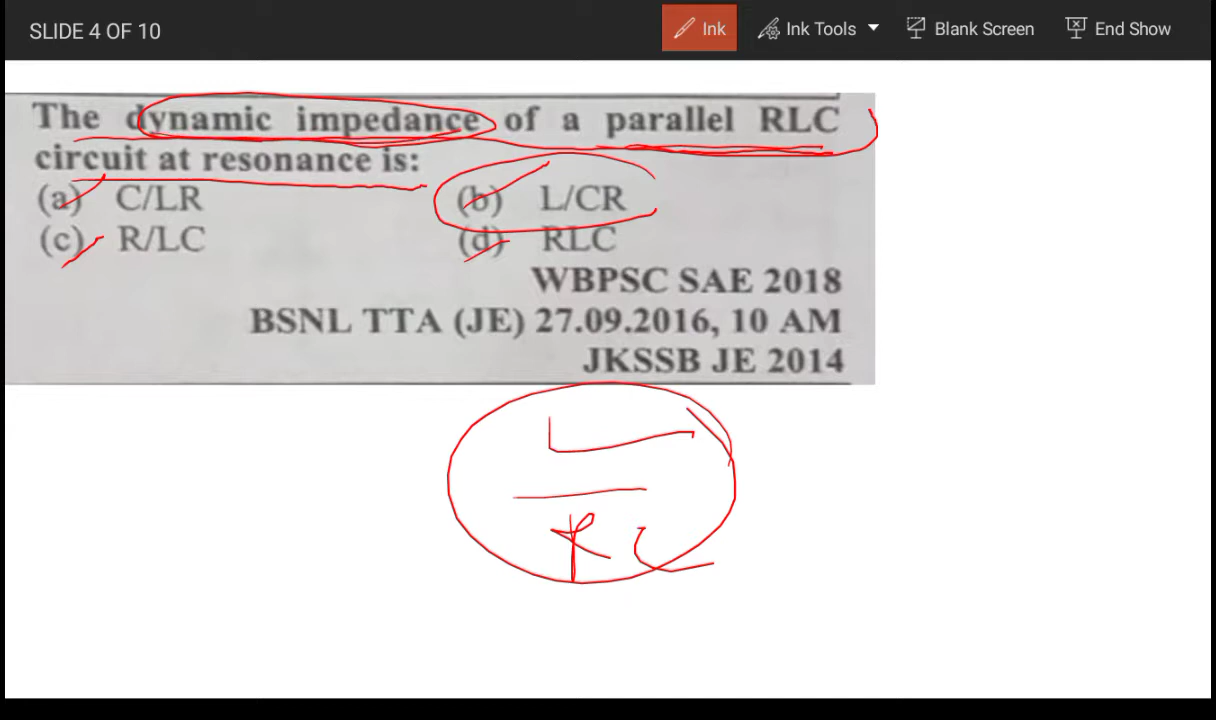 SLIDE 4 OF 10 Ink Ink Tools Blank Screen End Show
The dynamic impedance of a parallel RLC
circuit at resonance is:
(a) C/LR (b) L/CR
(c) R/LC (d) RLC
WBPSC SAE 2018
BSNL TTA (JE) 27.09.2016, 10 AM
JKSSB JE 2014
L
RC